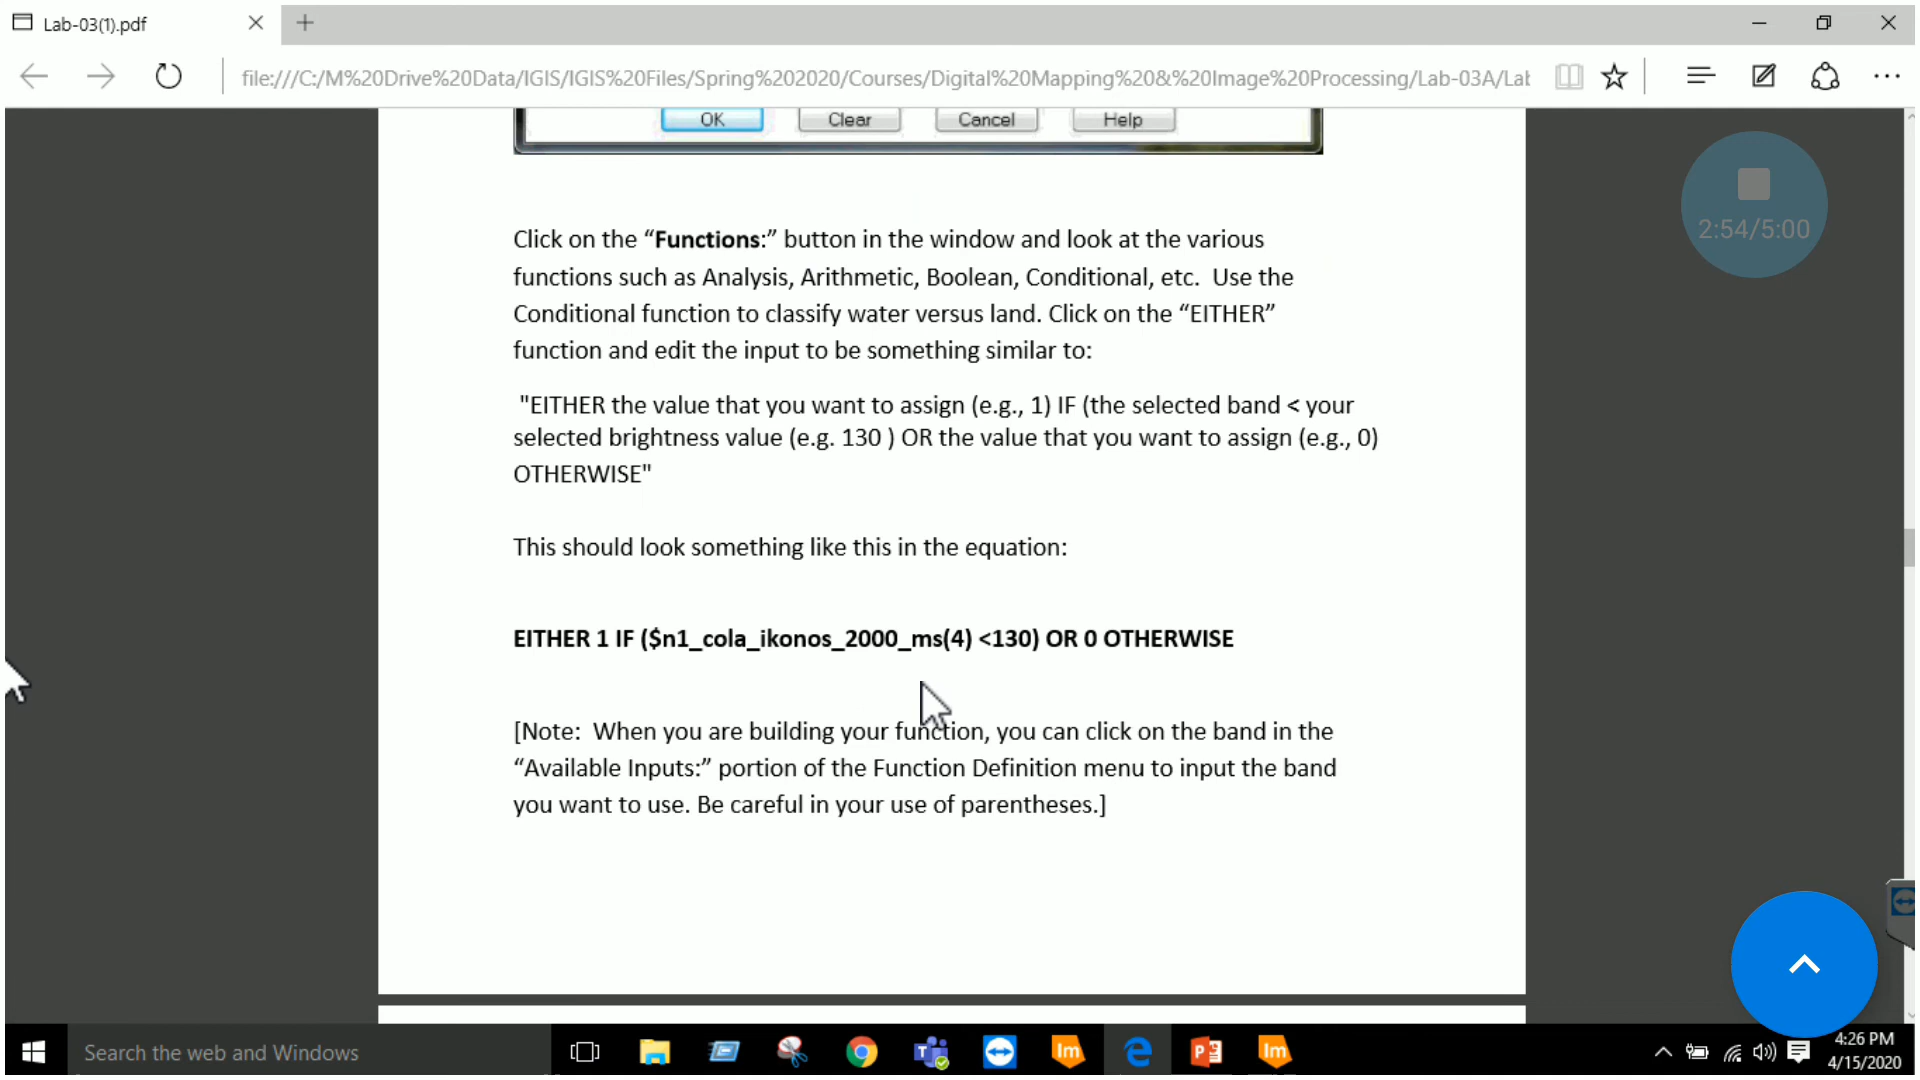 Lab-03(1).pdf
file:///C:/M%20Drive%20Data/IGIS/IGIS%20Files/Spring%202020/Courses/Digital%20Mapping%20&%20Image%20Processing/Lab-03A/Lab
OK Clear Cancel Help
2:54/5:00
Click on the “Functions:” button in the window and look at the various
functions such as Analysis, Arithmetic, Boolean, Conditional, etc.  Use the
Conditional function to classify water versus land. Click on the “EITHER”
function and edit the input to be something similar to:
"EITHER the value that you want to assign (e.g., 1) IF (the selected band < your
selected brightness value (e.g. 130 ) OR the value that you want to assign (e.g., 0)
OTHERWISE"
This should look something like this in the equation:
EITHER 1 IF ($n1_cola_ikonos_2000_ms(4) <130) OR 0 OTHERWISE
[Note:  When you are building your function, you can click on the band in the
“Available Inputs:” portion of the Function Definition menu to input the band
you want to use. Be careful in your use of parentheses.]
Search the web and Windows
Im
Im
4:26 PM
4/15/2020